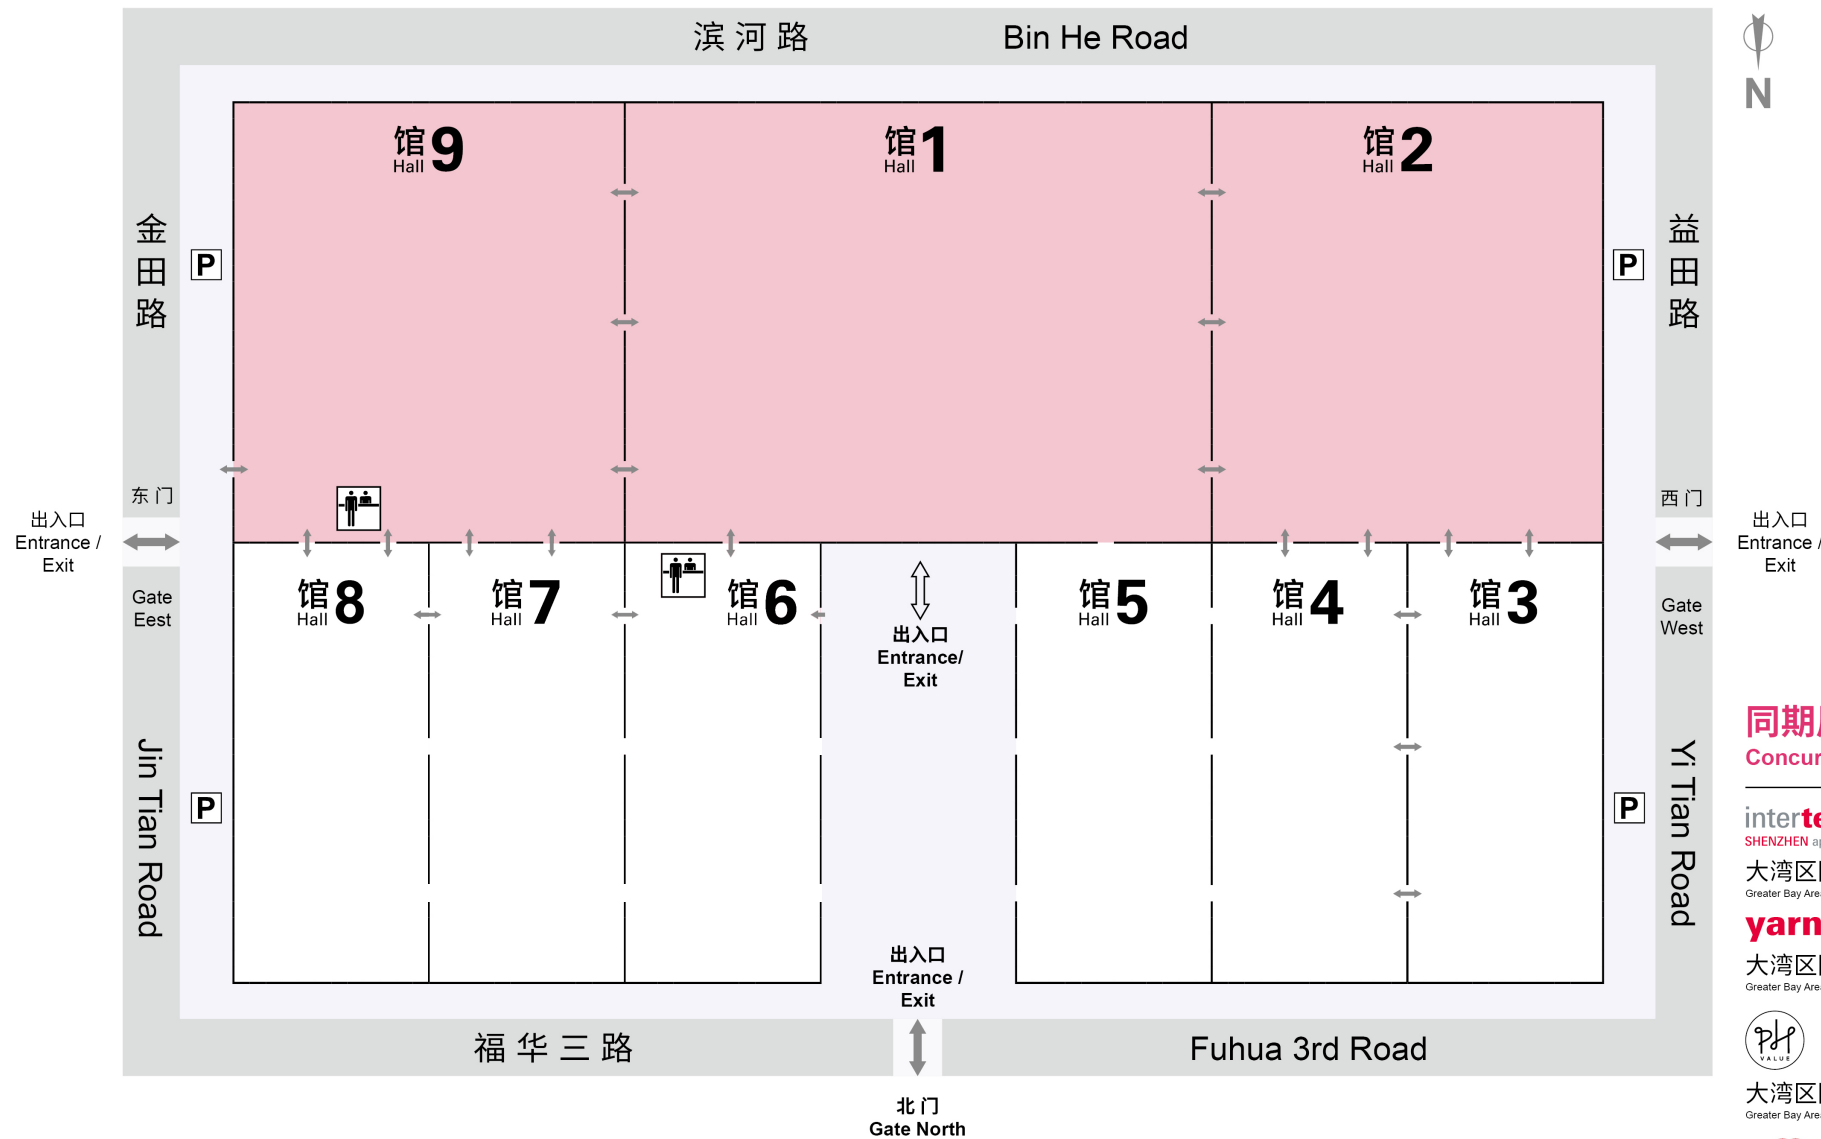 滨河路 Bin He Road
N
馆 Hall 9
馆 Hall 1
馆 Hall 2
金田路
益田路
P
P
东门
西门
出入口
Entrance /
Exit
出入口
Entrance /
Exit
Gate
Eest
Gate
West
馆 Hall 8
馆 Hall 7
馆 Hall 6
馆 Hall 5
馆 Hall 4
馆 Hall 3
出入口
Entrance/
Exit
Jin Tian Road
Yi Tian Road
P
P
出入口
Entrance /
Exit
福华三路
Fuhua 3rd Road
北门
Gate North
同期
Concur
inter
SHENZHEN
大湾区
Greater Bay
yarn
大湾区
Greater Bay
PH
VALUE
大湾区
Greater Bay